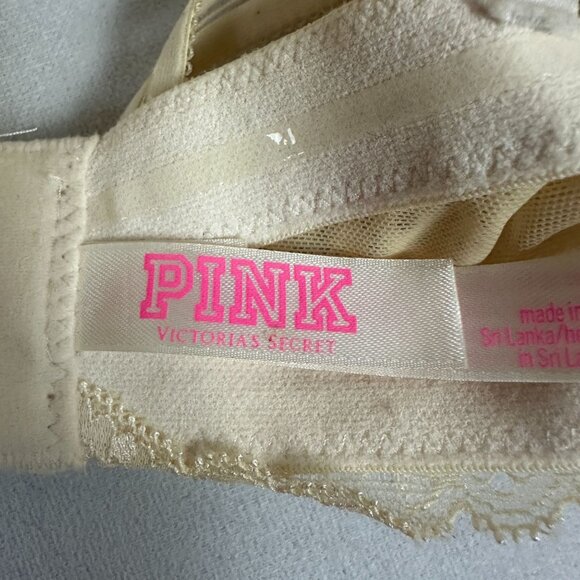 PINK
VICTORIA'S SECRET
made in
Sri Lanka/
in Sri